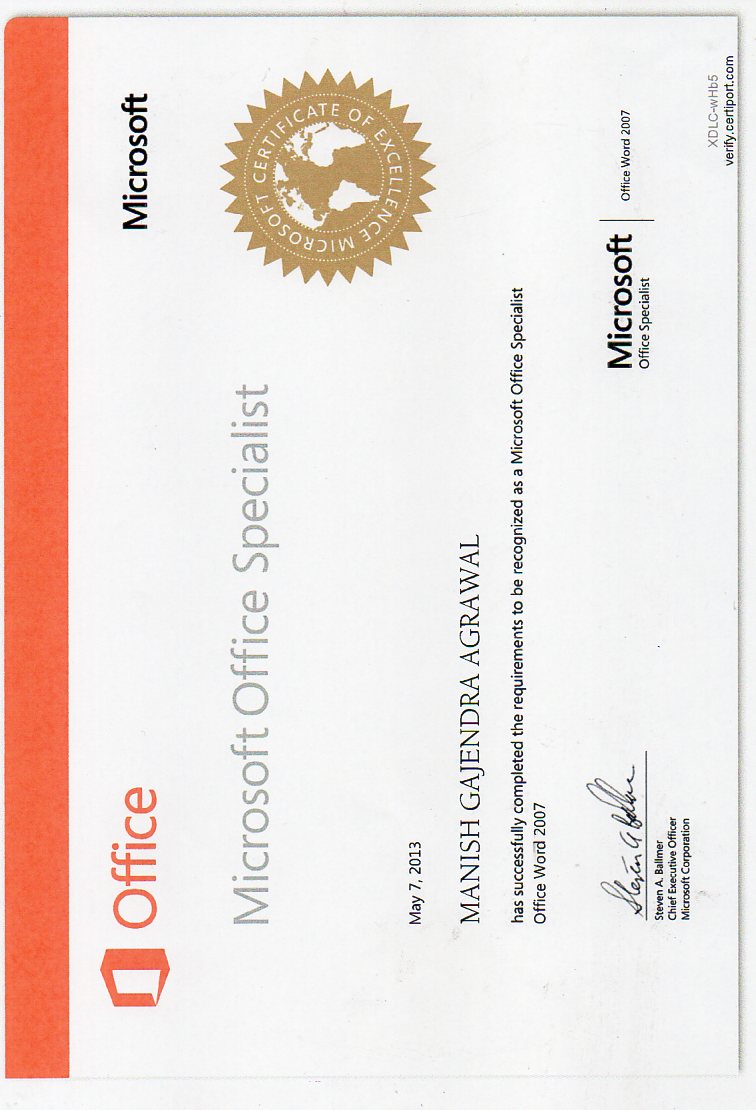 Office
Microsoft
Microsoft Office Specialist
MICROSOFT CERTIFICATE OF EXCELLENCE
May 7, 2013
MANISH GAJENDRA AGRAWAL
has successfully completed the requirements to be recognized as a Microsoft Office Specialist
Office Word 2007
Steven A Ballmer
Steven A. Ballmer
Chief Executive Officer
Microsoft Corporation
Microsoft
Office Specialist
Office Word 2007
XDLC-wHb5
verify.certiport.com